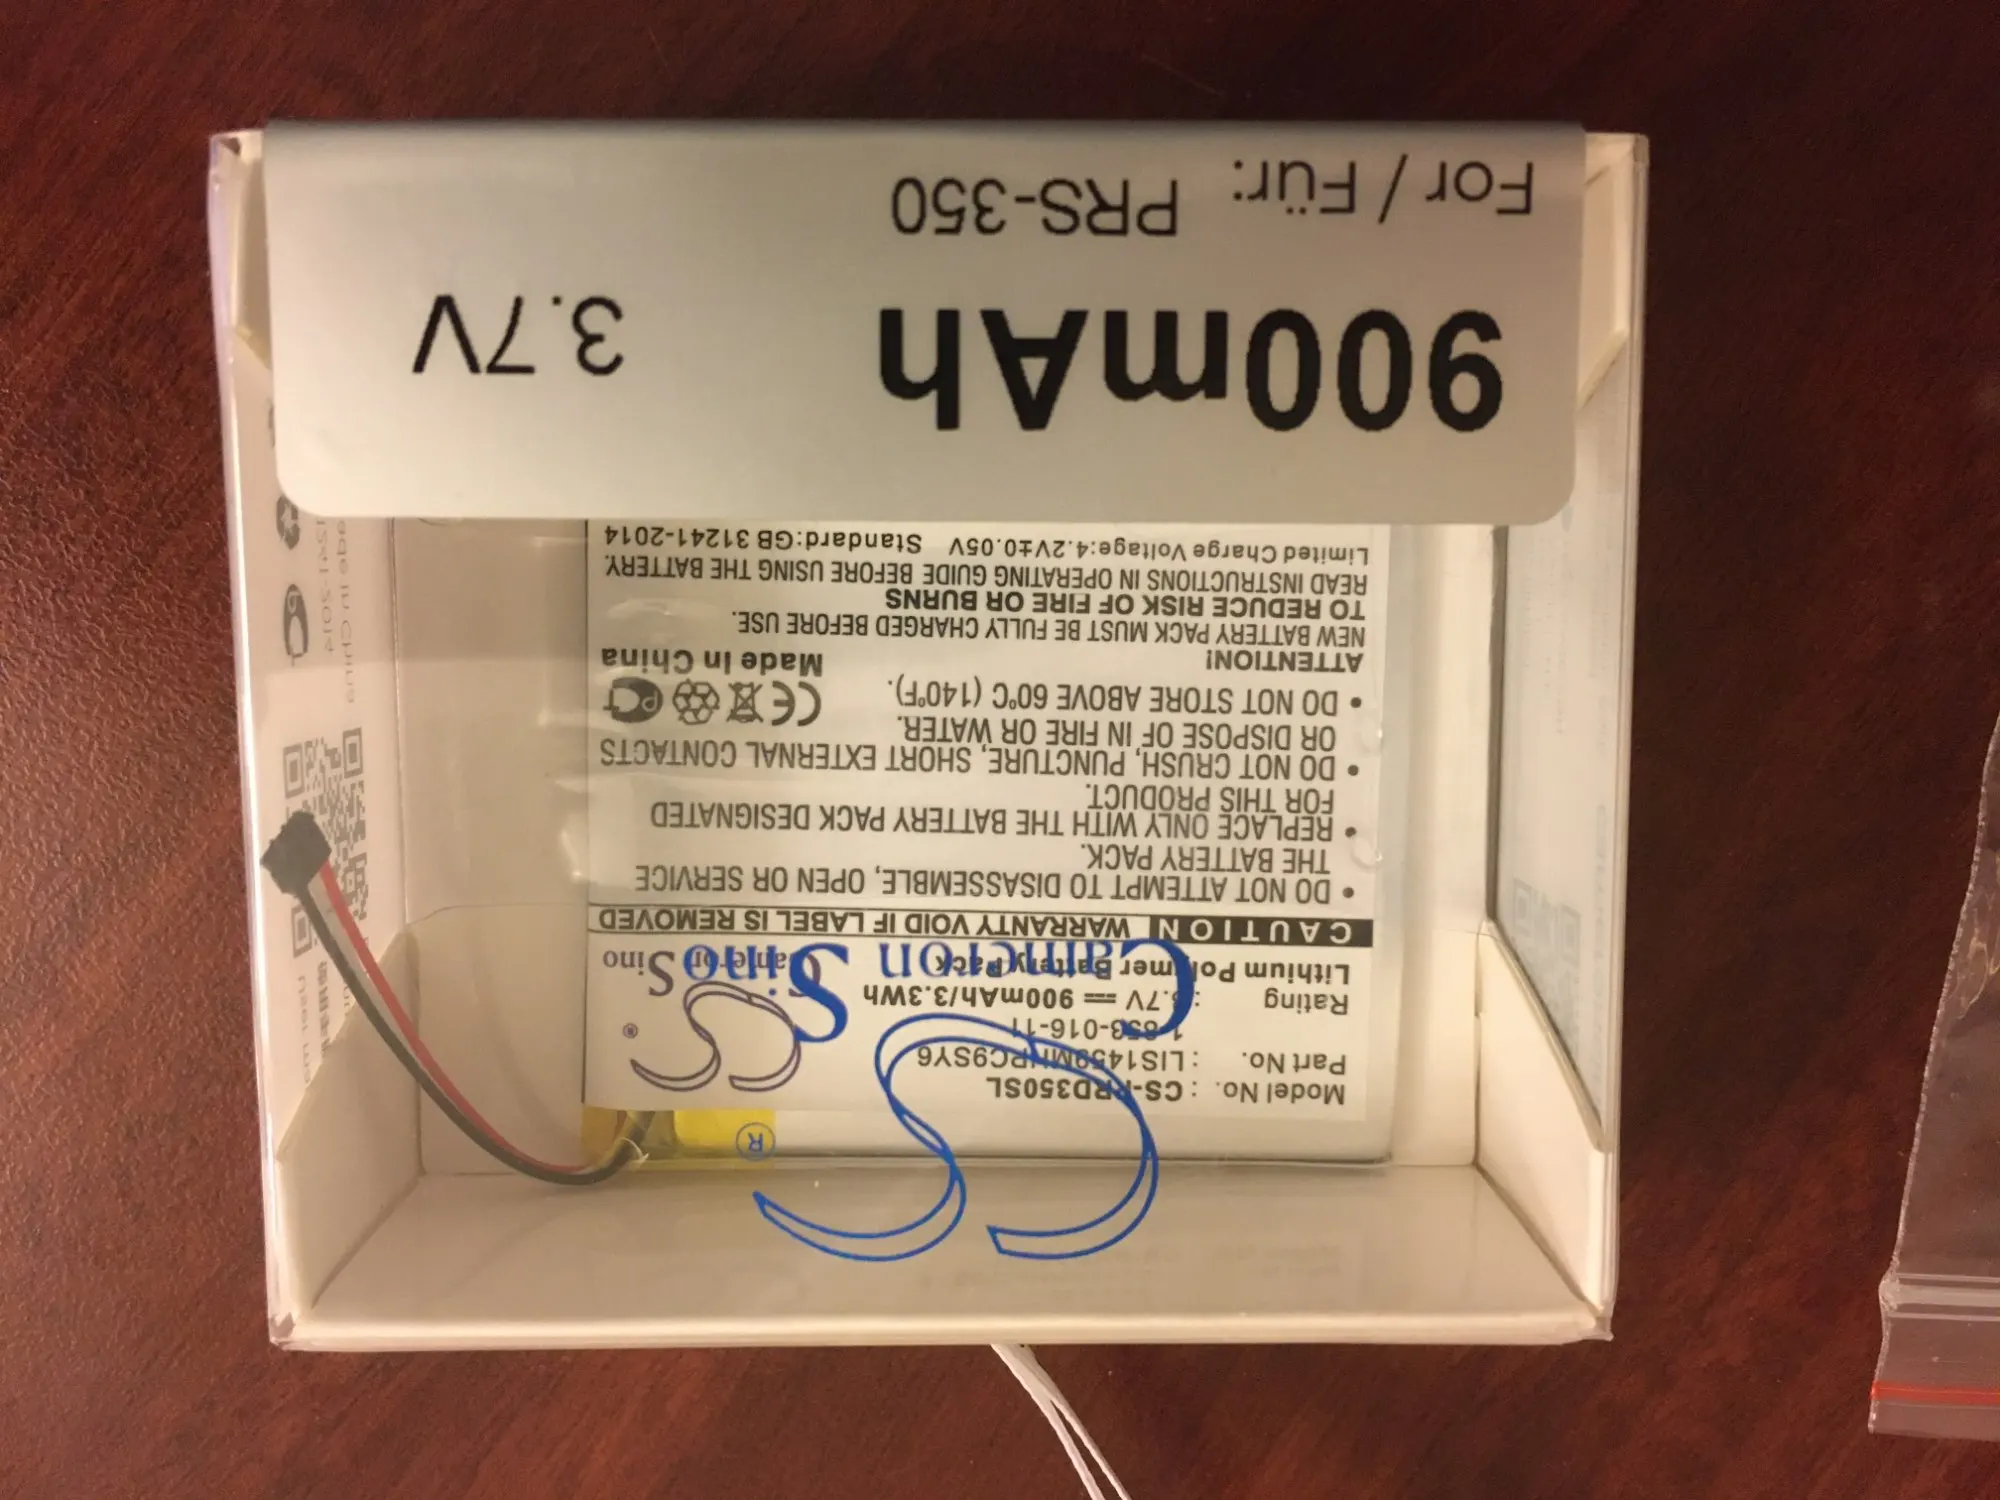 Cameron Sino
®
Model No. : CS-PRD350SL
Part No. : LIS1459MHPC9SY6
1-853-016-11
Rating : 3.7V 900mAh/3.3Wh
Lithium Polymer Battery Pack
®
Cameron
Sino
CAUTION WARRANTY VOID IF LABEL IS REMOVED
• DO NOT ATTEMPT TO DISASSEMBLE, OPEN OR SERVICE
THE BATTERY PACK.
• REPLACE ONLY WITH THE BATTERY PACK DESIGNATED
FOR THIS PRODUCT.
• DO NOT CRUSH, PUNCTURE, SHORT EXTERNAL CONTACTS
OR DISPOSE OF IN FIRE OR WATER.
• DO NOT STORE ABOVE 60°C (140°F).
Made In China
ATTENTION!
NEW BATTERY PACK MUST BE FULLY CHARGED BEFORE USE.
TO REDUCE RISK OF FIRE OR BURNS
READ INSTRUCTIONS IN OPERATING GUIDE BEFORE USING THE BATTERY.
Limited Charge Voltage:4.2V±0.05V Standard:GB 31241-2014
900mAh 3.7V
For / Für: PRS-350